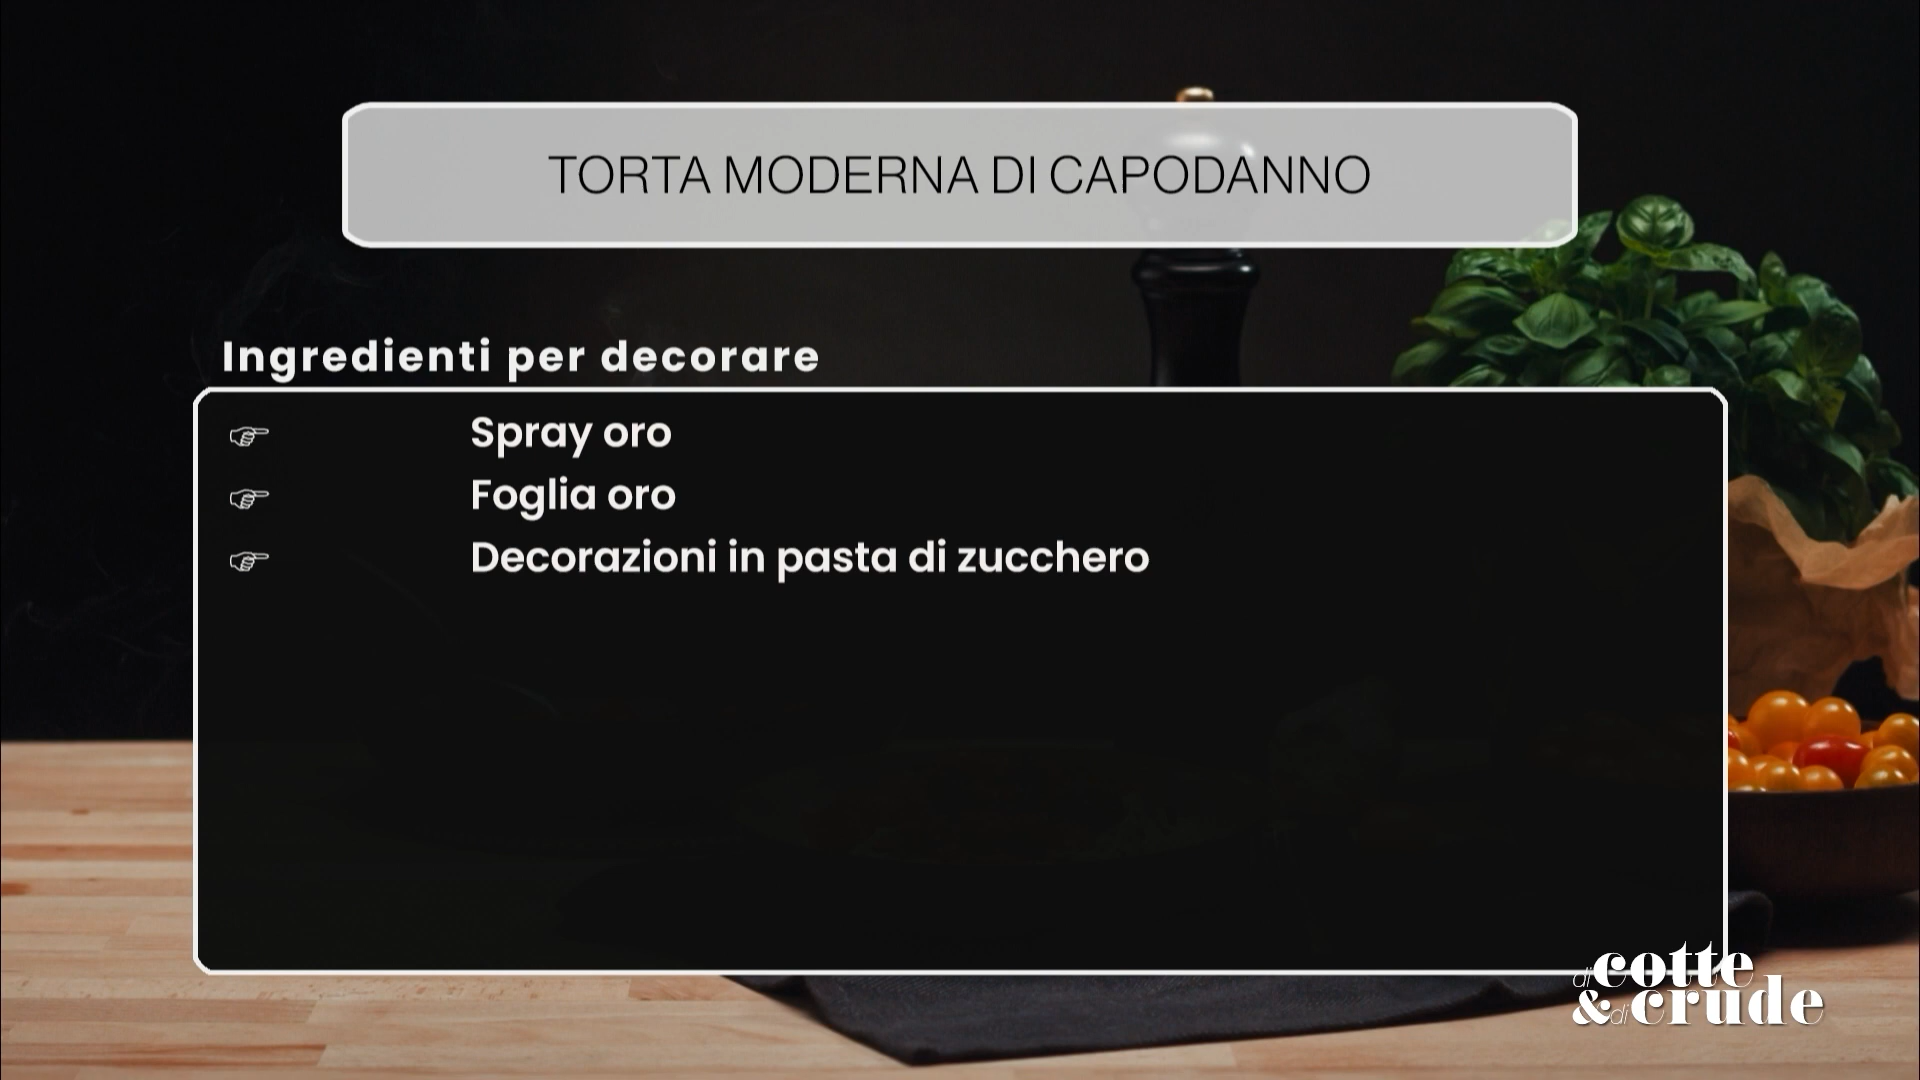 TORTA MODERNA DI CAPODANNO
Ingredienti per decorare
☞ Spray oro
☞ Foglia oro
☞ Decorazioni in pasta di zucchero
di cotte
& di crude